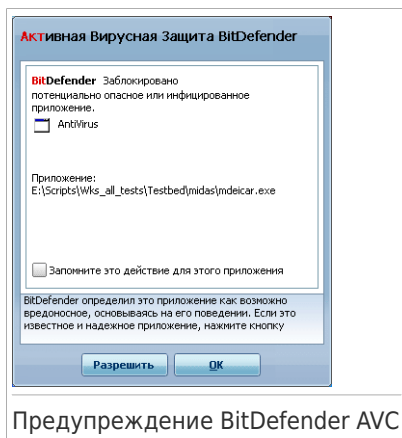 Активная Вирусная Защита BitDefender
BitDefender Заблокировано
потенциально опасное или инфицированное
приложение.
AntiVirus
Приложение:
E:\Scripts\Wks_all_tests\Testbed\midas\mdeicar.exe
Запомните это действие для этого приложения
BitDefender определил это приложение как возможно
вредоносное, основываясь на его поведении. Если это
известное и надежное приложение, нажмите кнопку
Разрешить
OK
Предупреждение BitDefender AVC